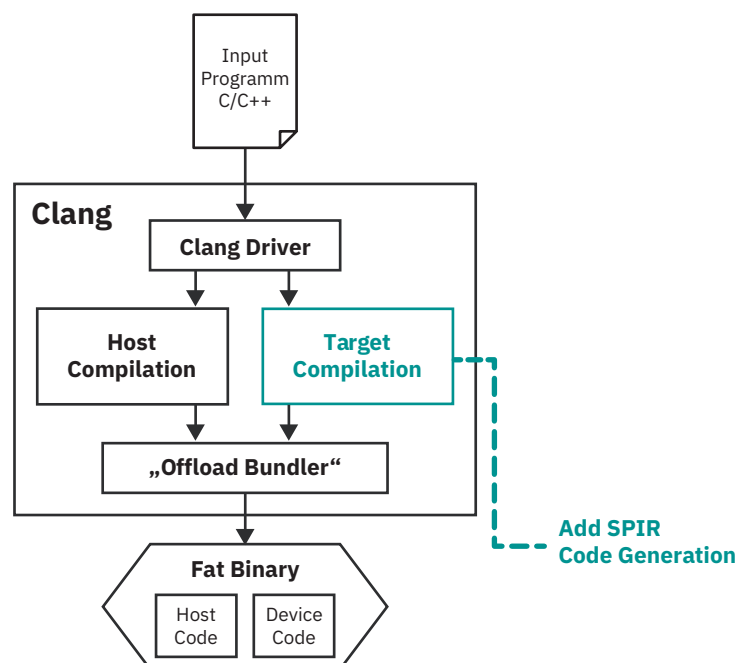 Input
Programm
C/C++
Clang
Clang Driver
Host
Compilation
Target
Compilation
„Offload Bundler“
Add SPIR
Code Generation
Fat Binary
Host
Code
Device
Code